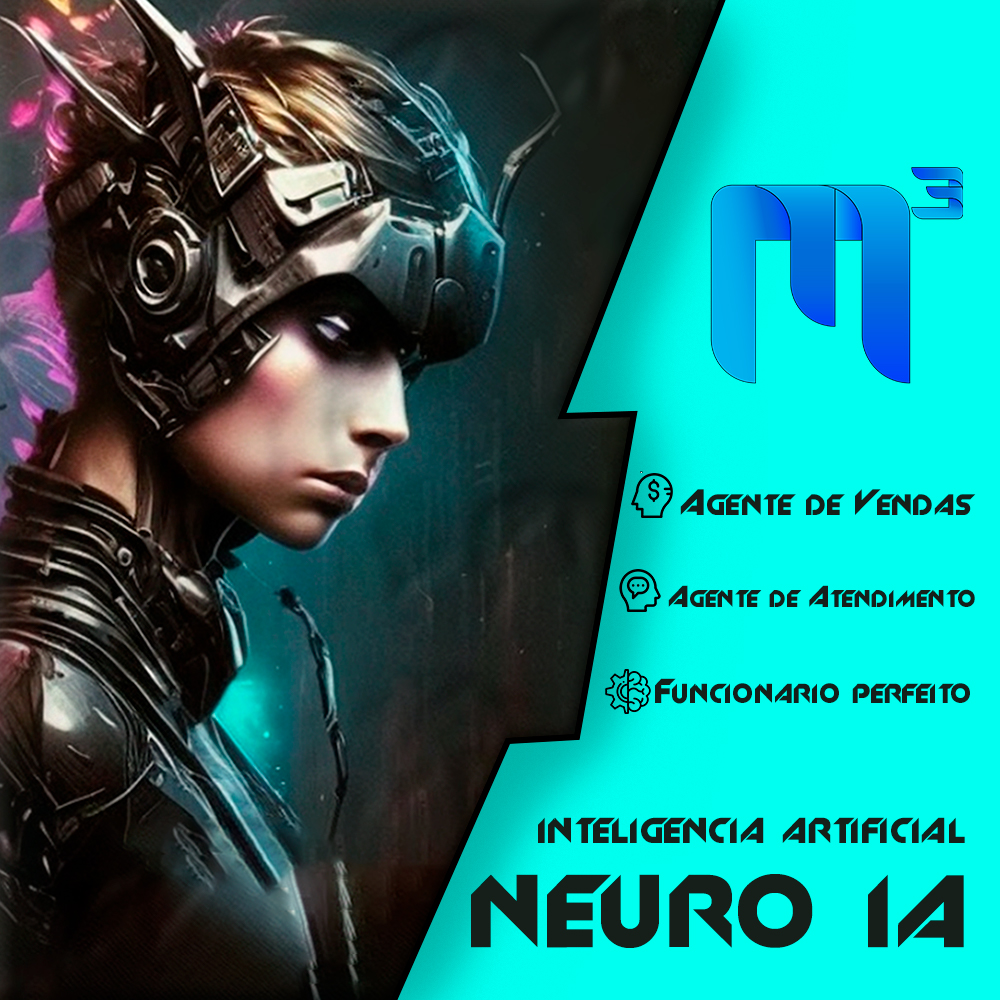 M3
AGENTE DE VENDAS
AGENTE DE ATENDIMENTO
FUNCIONARIO PERFEITO
INTELIGENCIA ARTIFICIAL
NEURO IA